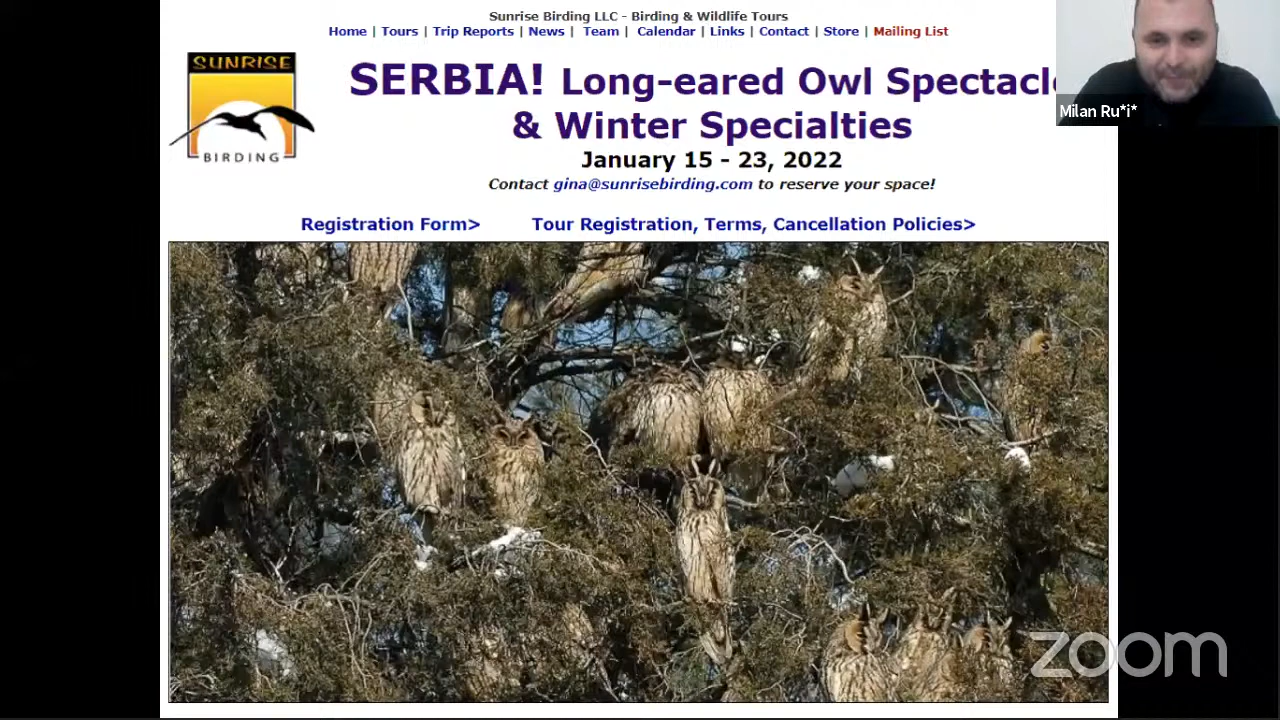 Sunrise Birding LLC - Birding & Wildlife Tours
Home | Tours | Trip Reports | News | Team | Calendar | Links | Contact | Store | Mailing List
SUNRISE
BIRDING
SERBIA! Long-eared Owl Spectacle
& Winter Specialties
January 15 - 23, 2022
Contact gina@sunrisebirding.com to reserve your space!
Registration Form> Tour Registration, Terms, Cancellation Policies>
Milan Ru*i*
zoom